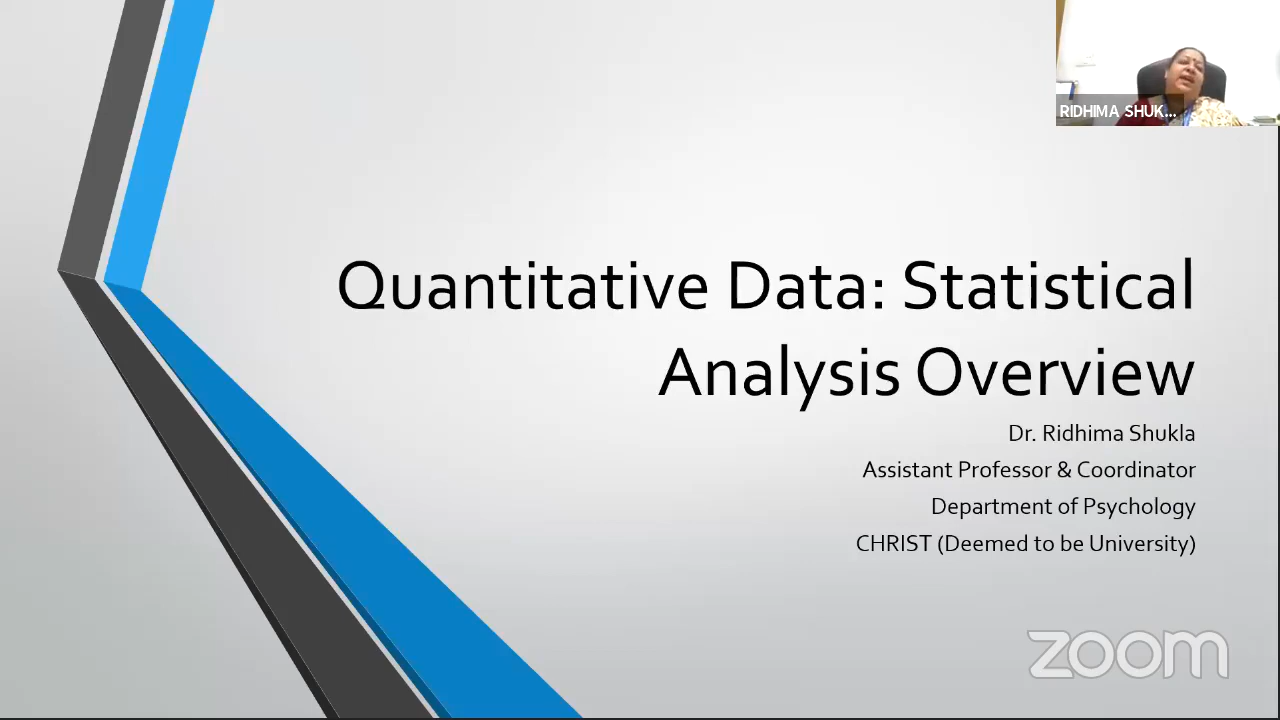 RIDHIMA SHUK...
Quantitative Data: Statistical
Analysis Overview
Dr. Ridhima Shukla
Assistant Professor & Coordinator
Department of Psychology
CHRIST (Deemed to be University)
zoom